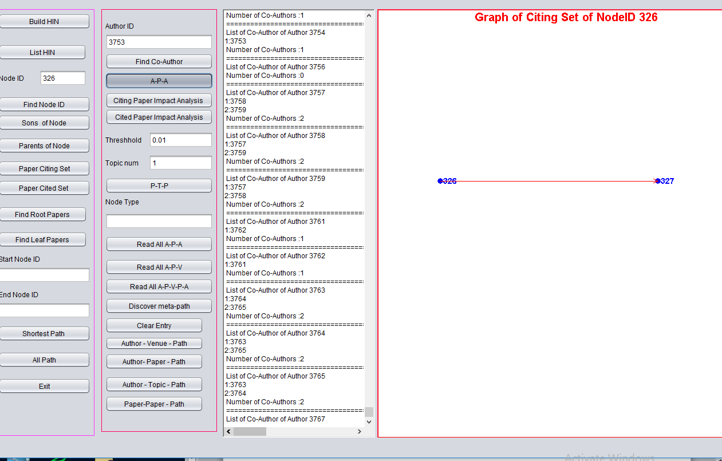 Build HIN
List HIN
Node ID
326
Find Node ID
Sons of Node
Parents of Node
Paper Citing Set
Paper Cited Set
Find Root Papers
Find Leaf Papers
Start Node ID
End Node ID
Shortest Path
All Path
Exit
Author ID
3753
Find Co-Author
A-P-A
Citing Paper Impact Analysis
Cited Paper Impact Analysis
Threshhold
0.01
Topic num
1
P-T-P
Node Type
Read All A-P-A
Read All A-P-V
Read All A-P-V-P-A
Discover meta-path
Clear Entry
Author - Venue - Path
Author- Paper - Path
Author - Topic - Path
Paper-Paper - Path
Number of Co-Authors :1
==================================
List of Co-Author of Author 3754
1:3753
Number of Co-Authors :1
==================================
List of Co-Author of Author 3756
Number of Co-Authors :0
==================================
List of Co-Author of Author 3757
1:3758
2:3759
Number of Co-Authors :2
==================================
List of Co-Author of Author 3758
1:3757
2:3759
Number of Co-Authors :2
==================================
List of Co-Author of Author 3759
1:3757
2:3758
Number of Co-Authors :2
==================================
List of Co-Author of Author 3761
1:3762
Number of Co-Authors :1
==================================
List of Co-Author of Author 3762
1:3761
Number of Co-Authors :1
==================================
List of Co-Author of Author 3763
1:3764
2:3765
Number of Co-Authors :2
==================================
List of Co-Author of Author 3764
1:3763
2:3765
Number of Co-Authors :2
==================================
List of Co-Author of Author 3765
1:3763
2:3764
Number of Co-Authors :2
==================================
List of Co-Author of Author 3767
Graph of Citing Set of NodeID 326
326
327
Activate Windows